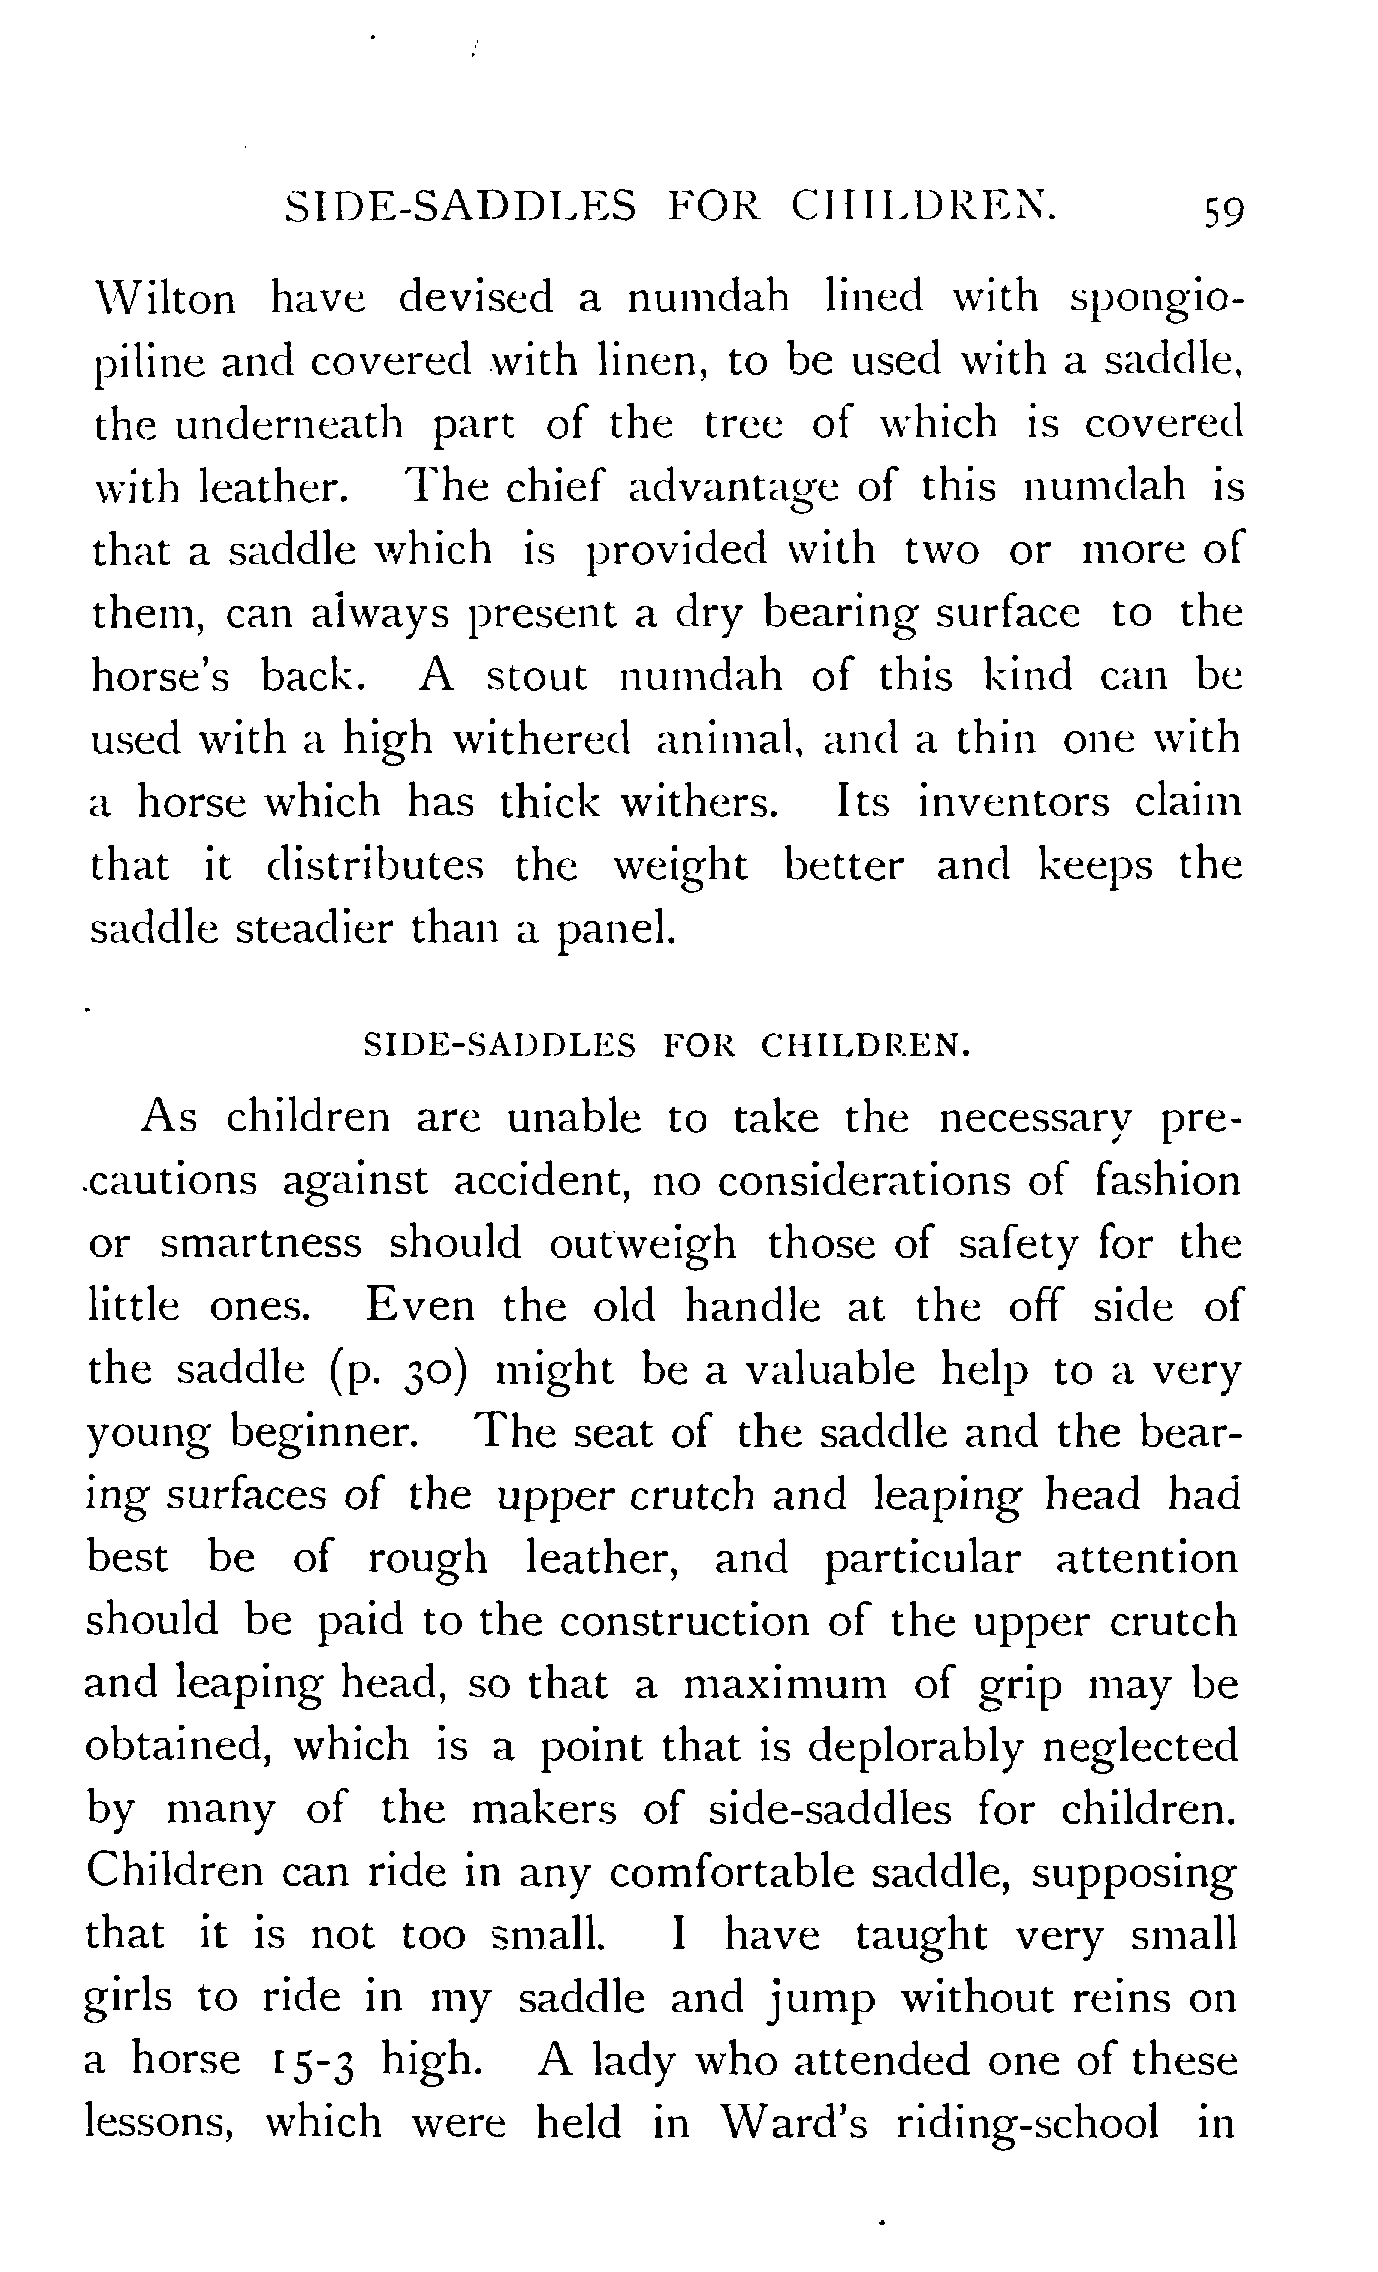 SIDE-SADDLES FOR CHILDREN. 59
Wilton have devised a numdah lined with spongio-
piline and covered with linen, to be used with a saddle,
the underneath part of the tree of which is covered
with leather. The chief advantage of this numdah is
that a saddle which is provided with two or more of
them, can always present a dry bearing surface to the
horse's back. A stout numdah of this kind can be
used with a high withered animal, and a thin one with
a horse which has thick withers. Its inventors claim
that it distributes the weight better and keeps the
saddle steadier than a panel.
SIDE-SADDLES FOR CHILDREN.
As children are unable to take the necessary pre-
cautions against accident, no considerations of fashion
or smartness should outweigh those of safety for the
little ones. Even the old handle at the off side of
the saddle (p. 30) might be a valuable help to a very
young beginner. The seat of the saddle and the bear-
ing surfaces of the upper crutch and leaping head had
best be of rough leather, and particular attention
should be paid to the construction of the upper crutch
and leaping head, so that a maximum of grip may be
obtained, which is a point that is deplorably neglected
by many of the makers of side-saddles for children.
Children can ride in any comfortable saddle, supposing
that it is not too small. I have taught very small
girls to ride in my saddle and jump without reins on
a horse 15-3 high. A lady who attended one of these
lessons, which were held in Ward's riding-school in